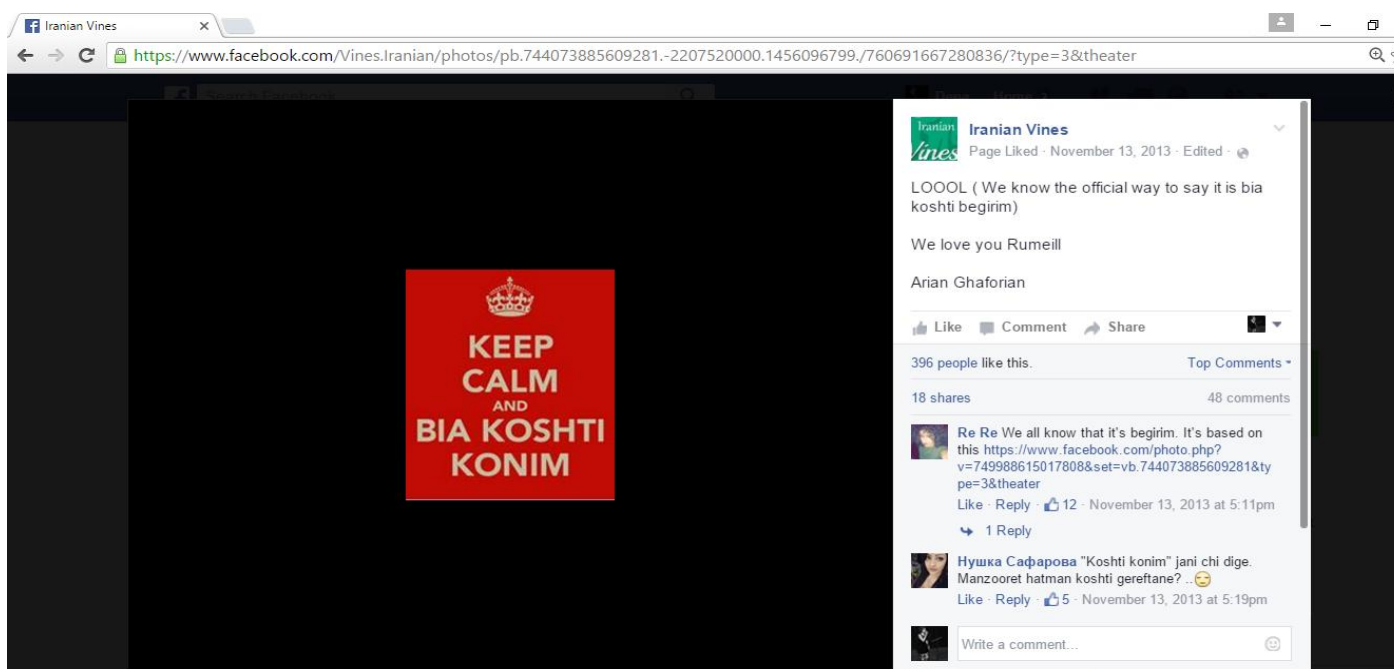 Iranian Vines
https://www.facebook.com/Vines.Iranian/photos/pb.744073885609281.-2207520000.1456096799./760691667280836/?type=3&theater
Search Facebook
Home
KEEP
CALM
AND
BIA KOSHTI
KONIM
Iranian
Vines
Iranian Vines
Page Liked · November 13, 2013 · Edited ·
LOOOL ( We know the official way to say it is bia
koshti begirim)
We love you Rumeill
Arian Ghaforian
Like Comment Share
396 people like this. Top Comments
18 shares 48 comments
Re Re We all know that it's begirim. It's based on
this https://www.facebook.com/photo.php?
v=749988615017808&set=vb.744073885609281&ty
pe=3&theater
Like · Reply · 12 · November 13, 2013 at 5:11pm
1 Reply
Нушка Сафарова "Koshti konim" jani chi dige.
Manzooret hatman koshti gereftane? ..
Like · Reply · 5 · November 13, 2013 at 5:19pm
Write a comment...